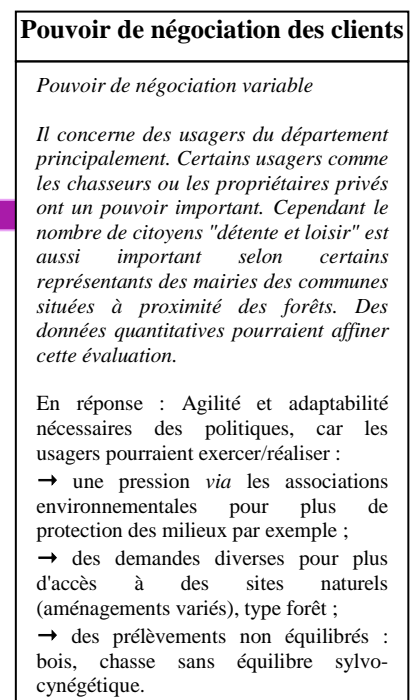 Pouvoir de négociation des clients
Pouvoir de négociation variable
Il concerne des usagers du département
principalement. Certains usagers comme
les chasseurs ou les propriétaires privés
ont un pouvoir important. Cependant le
nombre de citoyens "détente et loisir" est
aussi important selon certains
représentants des mairies des communes
situées à proximité des forêts. Des
données quantitatives pourraient affiner
cette évaluation.
En réponse : Agilité et adaptabilité
nécessaires des politiques, car les
usagers pourraient exercer/réaliser :
→ une pression via les associations
environnementales pour plus de
protection des milieux par exemple ;
→ des demandes diverses pour plus
d'accès à des sites naturels
(aménagements variés), type forêt ;
→ des prélèvements non équilibrés :
bois, chasse sans équilibre sylvo-
cynégétique.